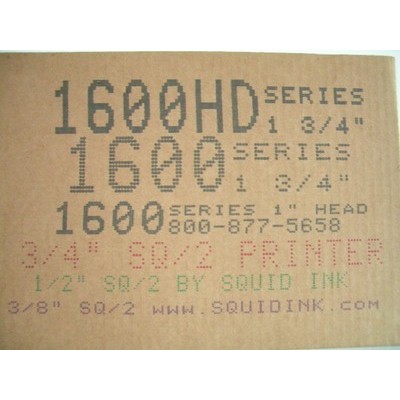 1600HD SERIES
1 3/4"
1600 SERIES
1 3/4"
1600 SERIES 1" HEAD
800-877-5658
3/4" SQ/2 PRINTER
1/2" SQ/2 BY SQUID INK
3/8" SQ/2 www.SQUIDINK.com